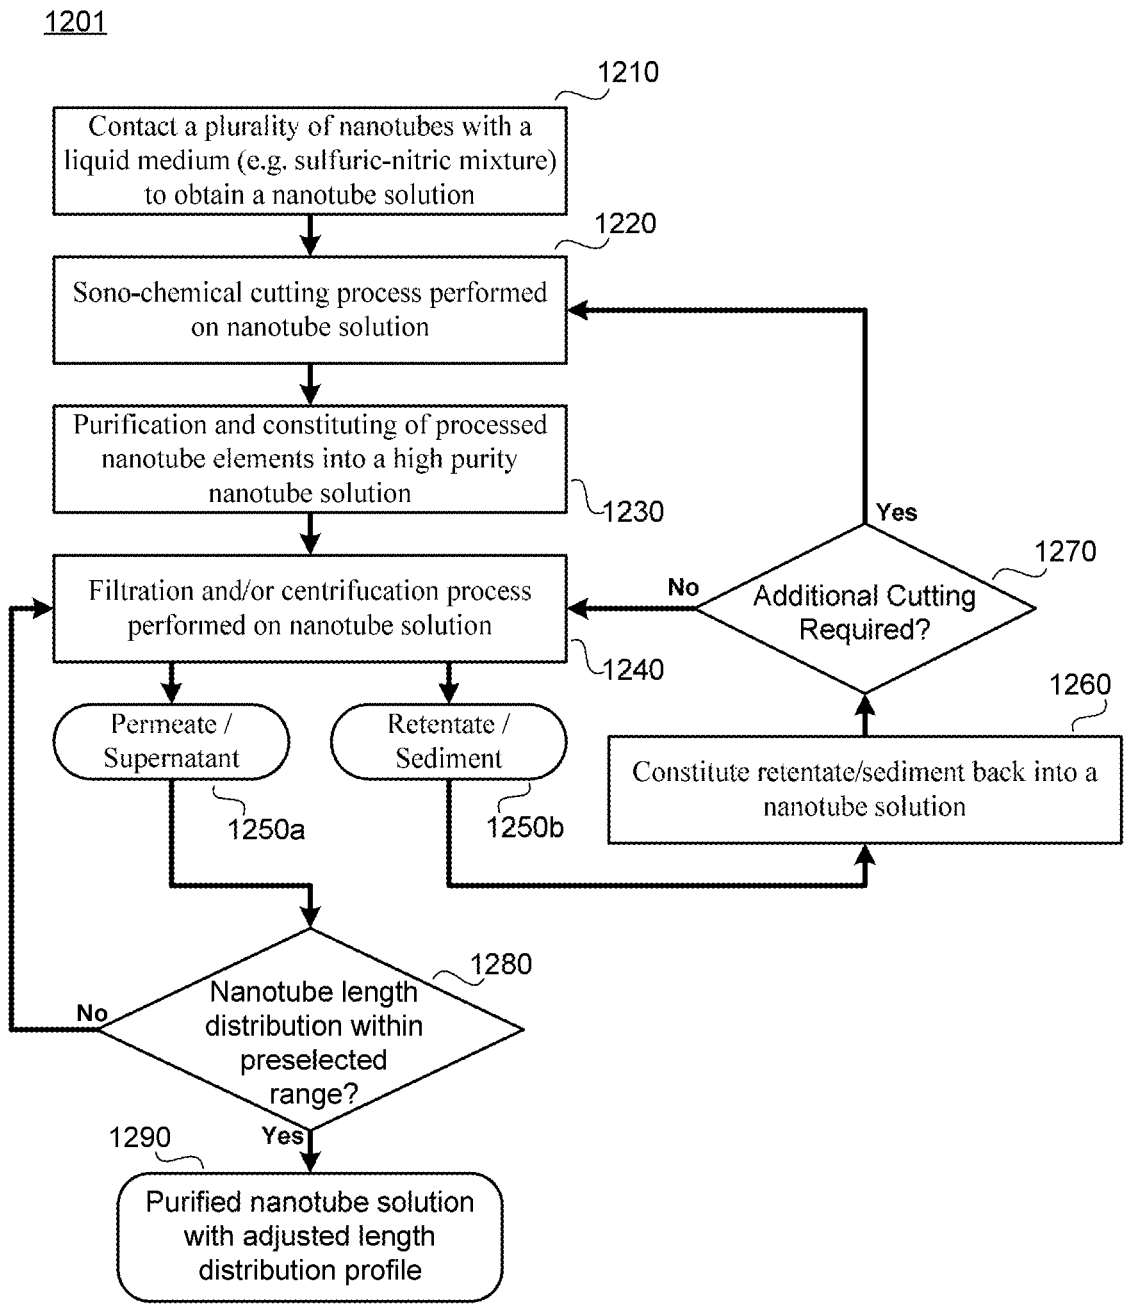 1201
1210
Contact a plurality of nanotubes with a
liquid medium (e.g. sulfuric-nitric mixture)
to obtain a nanotube solution
1220
Sono-chemical cutting process performed
on nanotube solution
Purification and constituting of processed
nanotube elements into a high purity
nanotube solution
1230
Yes
1270
Additional Cutting
Required?
No
Filtration and/or centrifucation process
performed on nanotube solution
1240
Permeate /
Supernatant
1250a
Retentate /
Sediment
1250b
1260
Constitute retentate/sediment back into a
nanotube solution
1280
Nanotube length
distribution within
preselected
range?
No
Yes
1290
Purified nanotube solution
with adjusted length
distribution profile